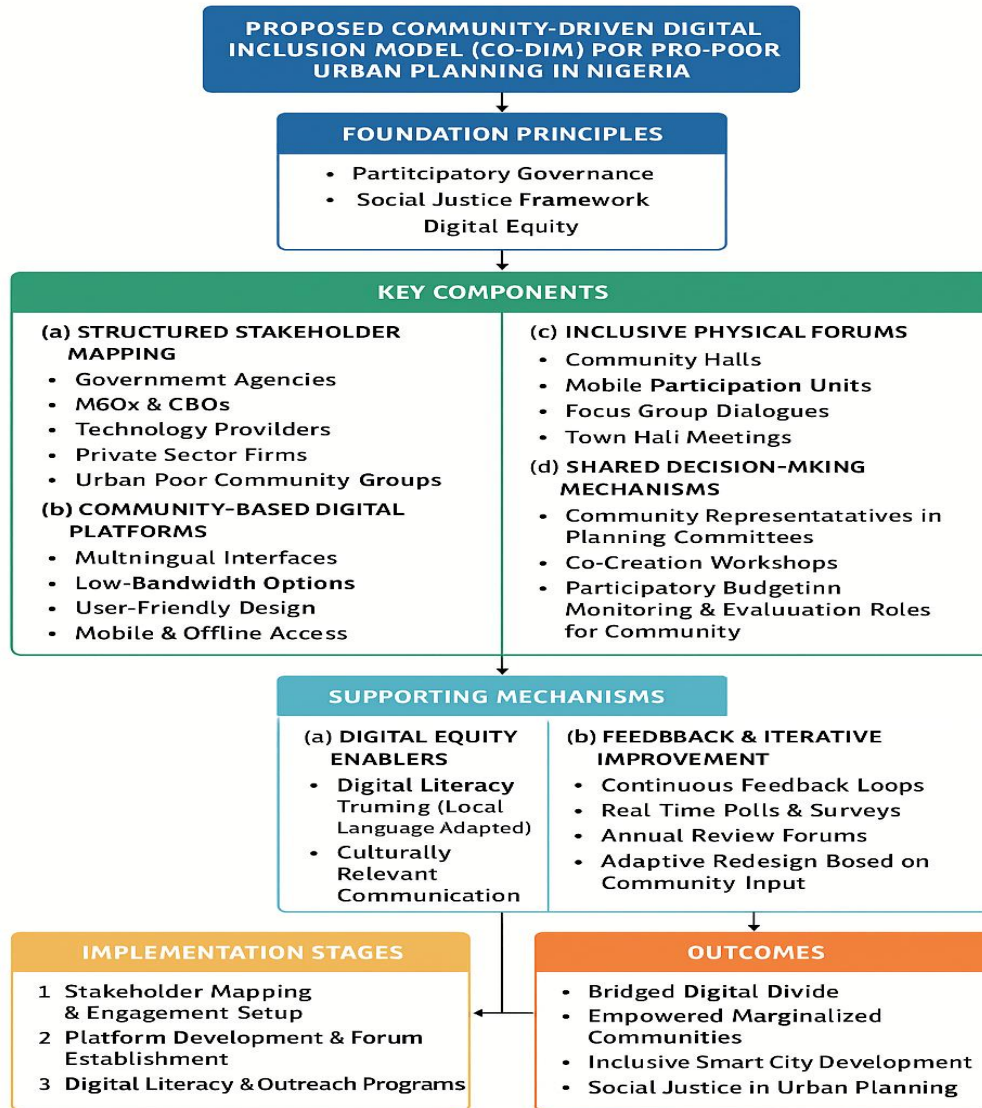 PROPOSED COMMUNITY-DRIVEN DIGITAL
INCLUSION MODEL (CO-DIM) POR PRO-POOR
URBAN PLANNING IN NIGERIA
FOUNDATION PRINCIPLES
• Partitcipatory Governance
• Social Justice Framework
Digital Equity
KEY COMPONENTS
(a) STRUCTURED STAKEHOLDER
MAPPING
• Governmemt Agencies
• M6Ox & CBOs
• Technology Provilders
• Private Sector Firms
• Urban Poor Community Groups
(b) COMMUNITY-BASED DIGITAL
PLATFORMS
• Multningual Interfaces
• Low-Bandwidth Options
• User-Friendly Design
• Mobile & Offline Access
(c) INCLUSIVE PHYSICAL FORUMS
• Community Halls
• Mobile Participation Units
• Focus Group Dialogues
• Town Hali Meetings
(d) SHARED DECISION-MKING
MECHANISMS
• Community Representatatives in
Planning Committees
• Co-Creation Workshops
• Participatory Budgetinn
Monitoring & Evaluuation Roles
for Community
SUPPORTING MECHANISMS
(a) DIGITAL EQUITY
ENABLERS
• Digital Literacy
Truming (Local
Language Adapted)
• Culturally
Relevant
Communication
(b) FEEDBBACK & ITERATIVE
IMPROVEMENT
• Continuous Feedback Loops
• Real Time Polls & Surveys
• Annual Review Forums
• Adaptive Redesign Bosed on
Community Input
IMPLEMENTATION STAGES
1 Stakeholder Mapping
& Engagement Setup
2 Platform Development & Forum
Establishment
3 Digital Literacy & Outreach Programs
OUTCOMES
• Bridged Digital Divide
• Empowered Marginalized
Communities
• Inclusive Smart City Development
• Social Justice in Urban Planning